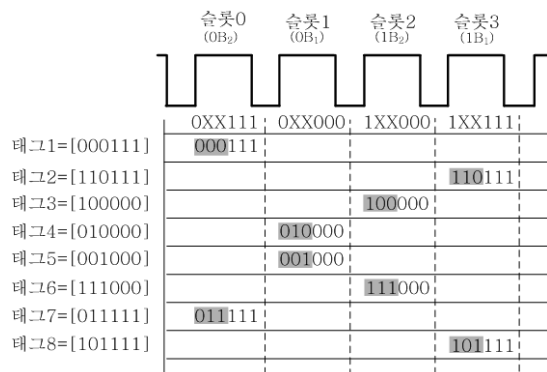 슬롯0 슬롯1 슬롯2 슬롯3
(0B₂) (0B₁) (1B₂) (1B₁)
0XX111 0XX000 1XX000 1XX111
태그1=[000111] 000111
태그2=[110111] 110111
태그3=[100000] 100000
태그4=[010000] 010000
태그5=[001000] 001000
태그6=[111000] 111000
태그7=[011111] 011111
태그8=[101111] 101111